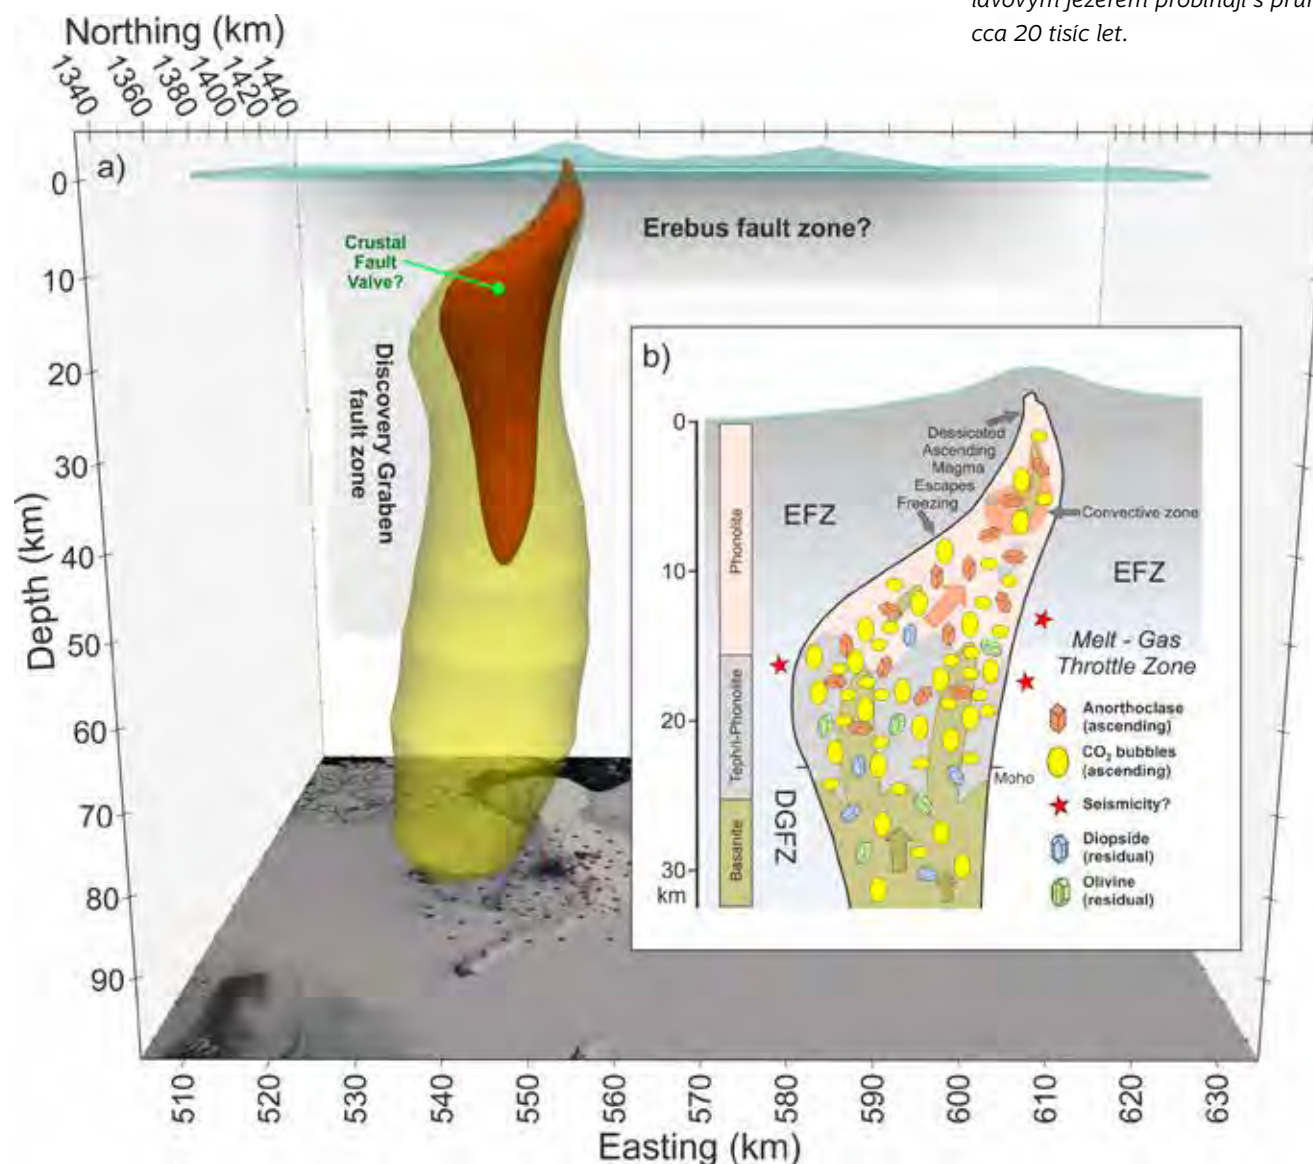 lavovým jezerem probíhají s prům
cca 20 tisíc let.
Northing (km)
1340 1360 1380 1400 1420 1440
a)
0
10
20
30
40
50
60
70
80
90
Depth (km)
Crustal
Fault
Valve?
Erebus fault zone?
Discovery Graben
fault zone
b)
0
10
20
30
km
Phonolite
Tephri-Phonolite
Basanite
Dessicated
Ascending
Magma
Escapes
Freezing
Convective zone
EFZ
EFZ
DGFZ
Moho
Melt - Gas
Throttle Zone
Anorthoclase
(ascending)
CO₂ bubbles
(ascending)
Seismicity?
Diopside
(residual)
Olivine
(residual)
510 520 530 540 550 560 570 580 590 600 610 620 630
Easting (km)